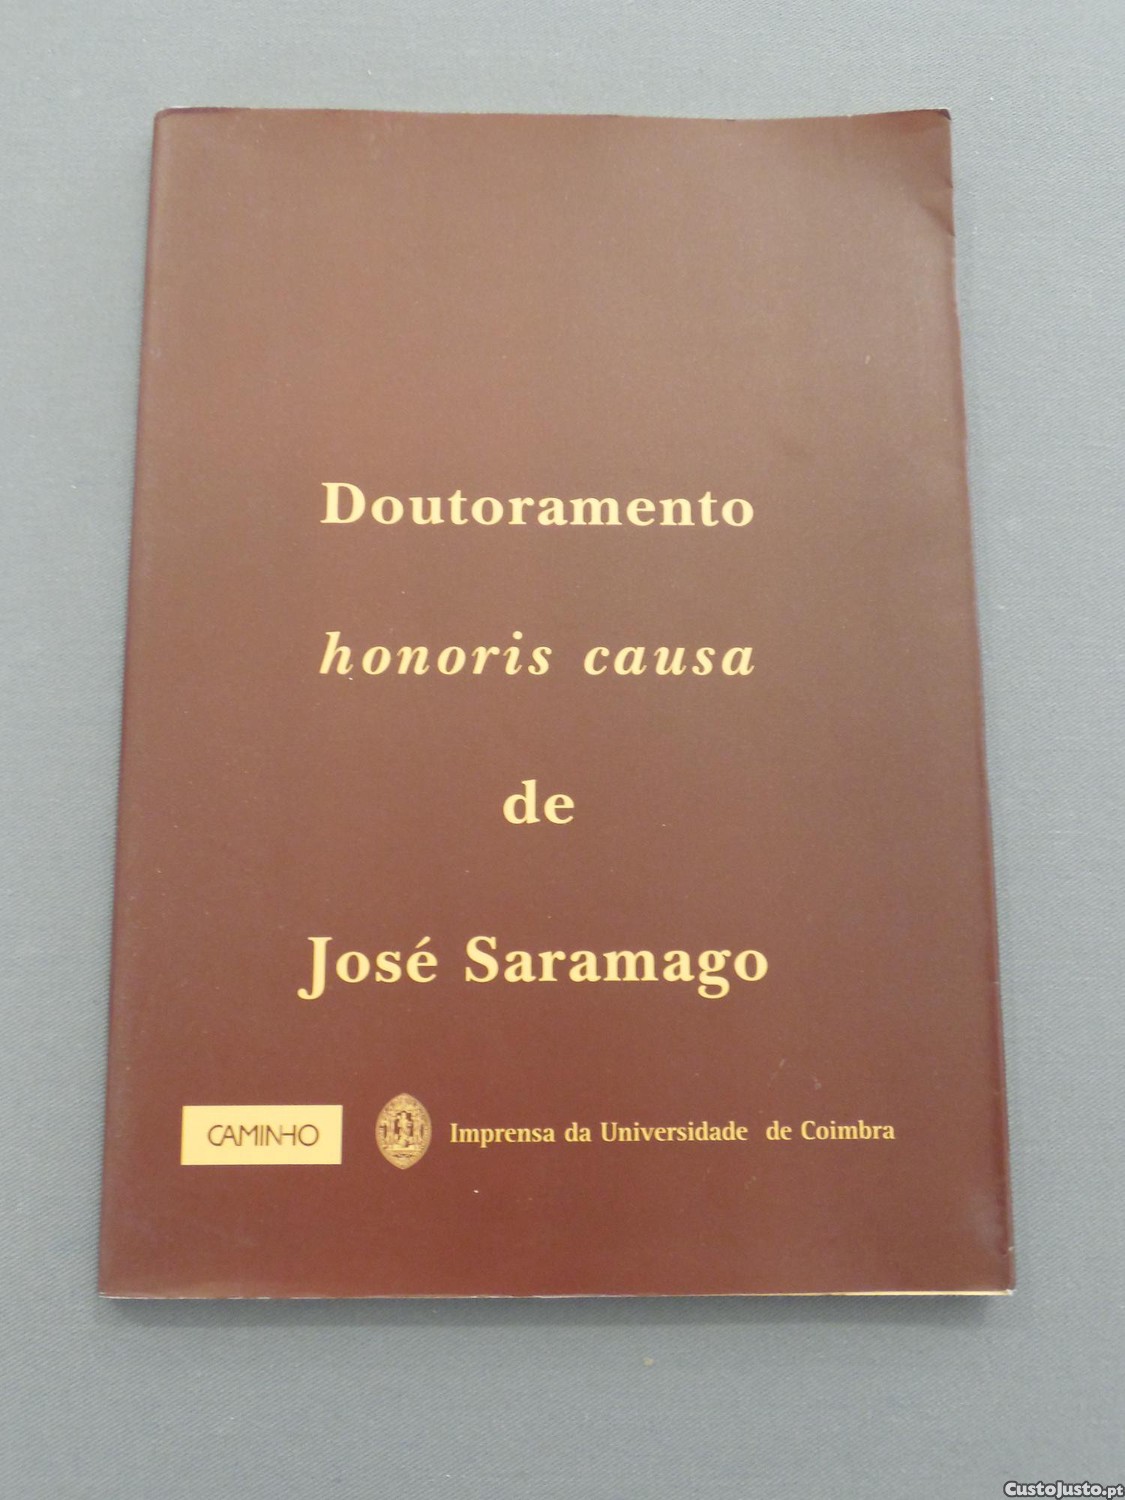 Doutoramento
honoris causa
de
José Saramago
CAMINHO
Imprensa da Universidade de Coimbra
CustoJusto.pt